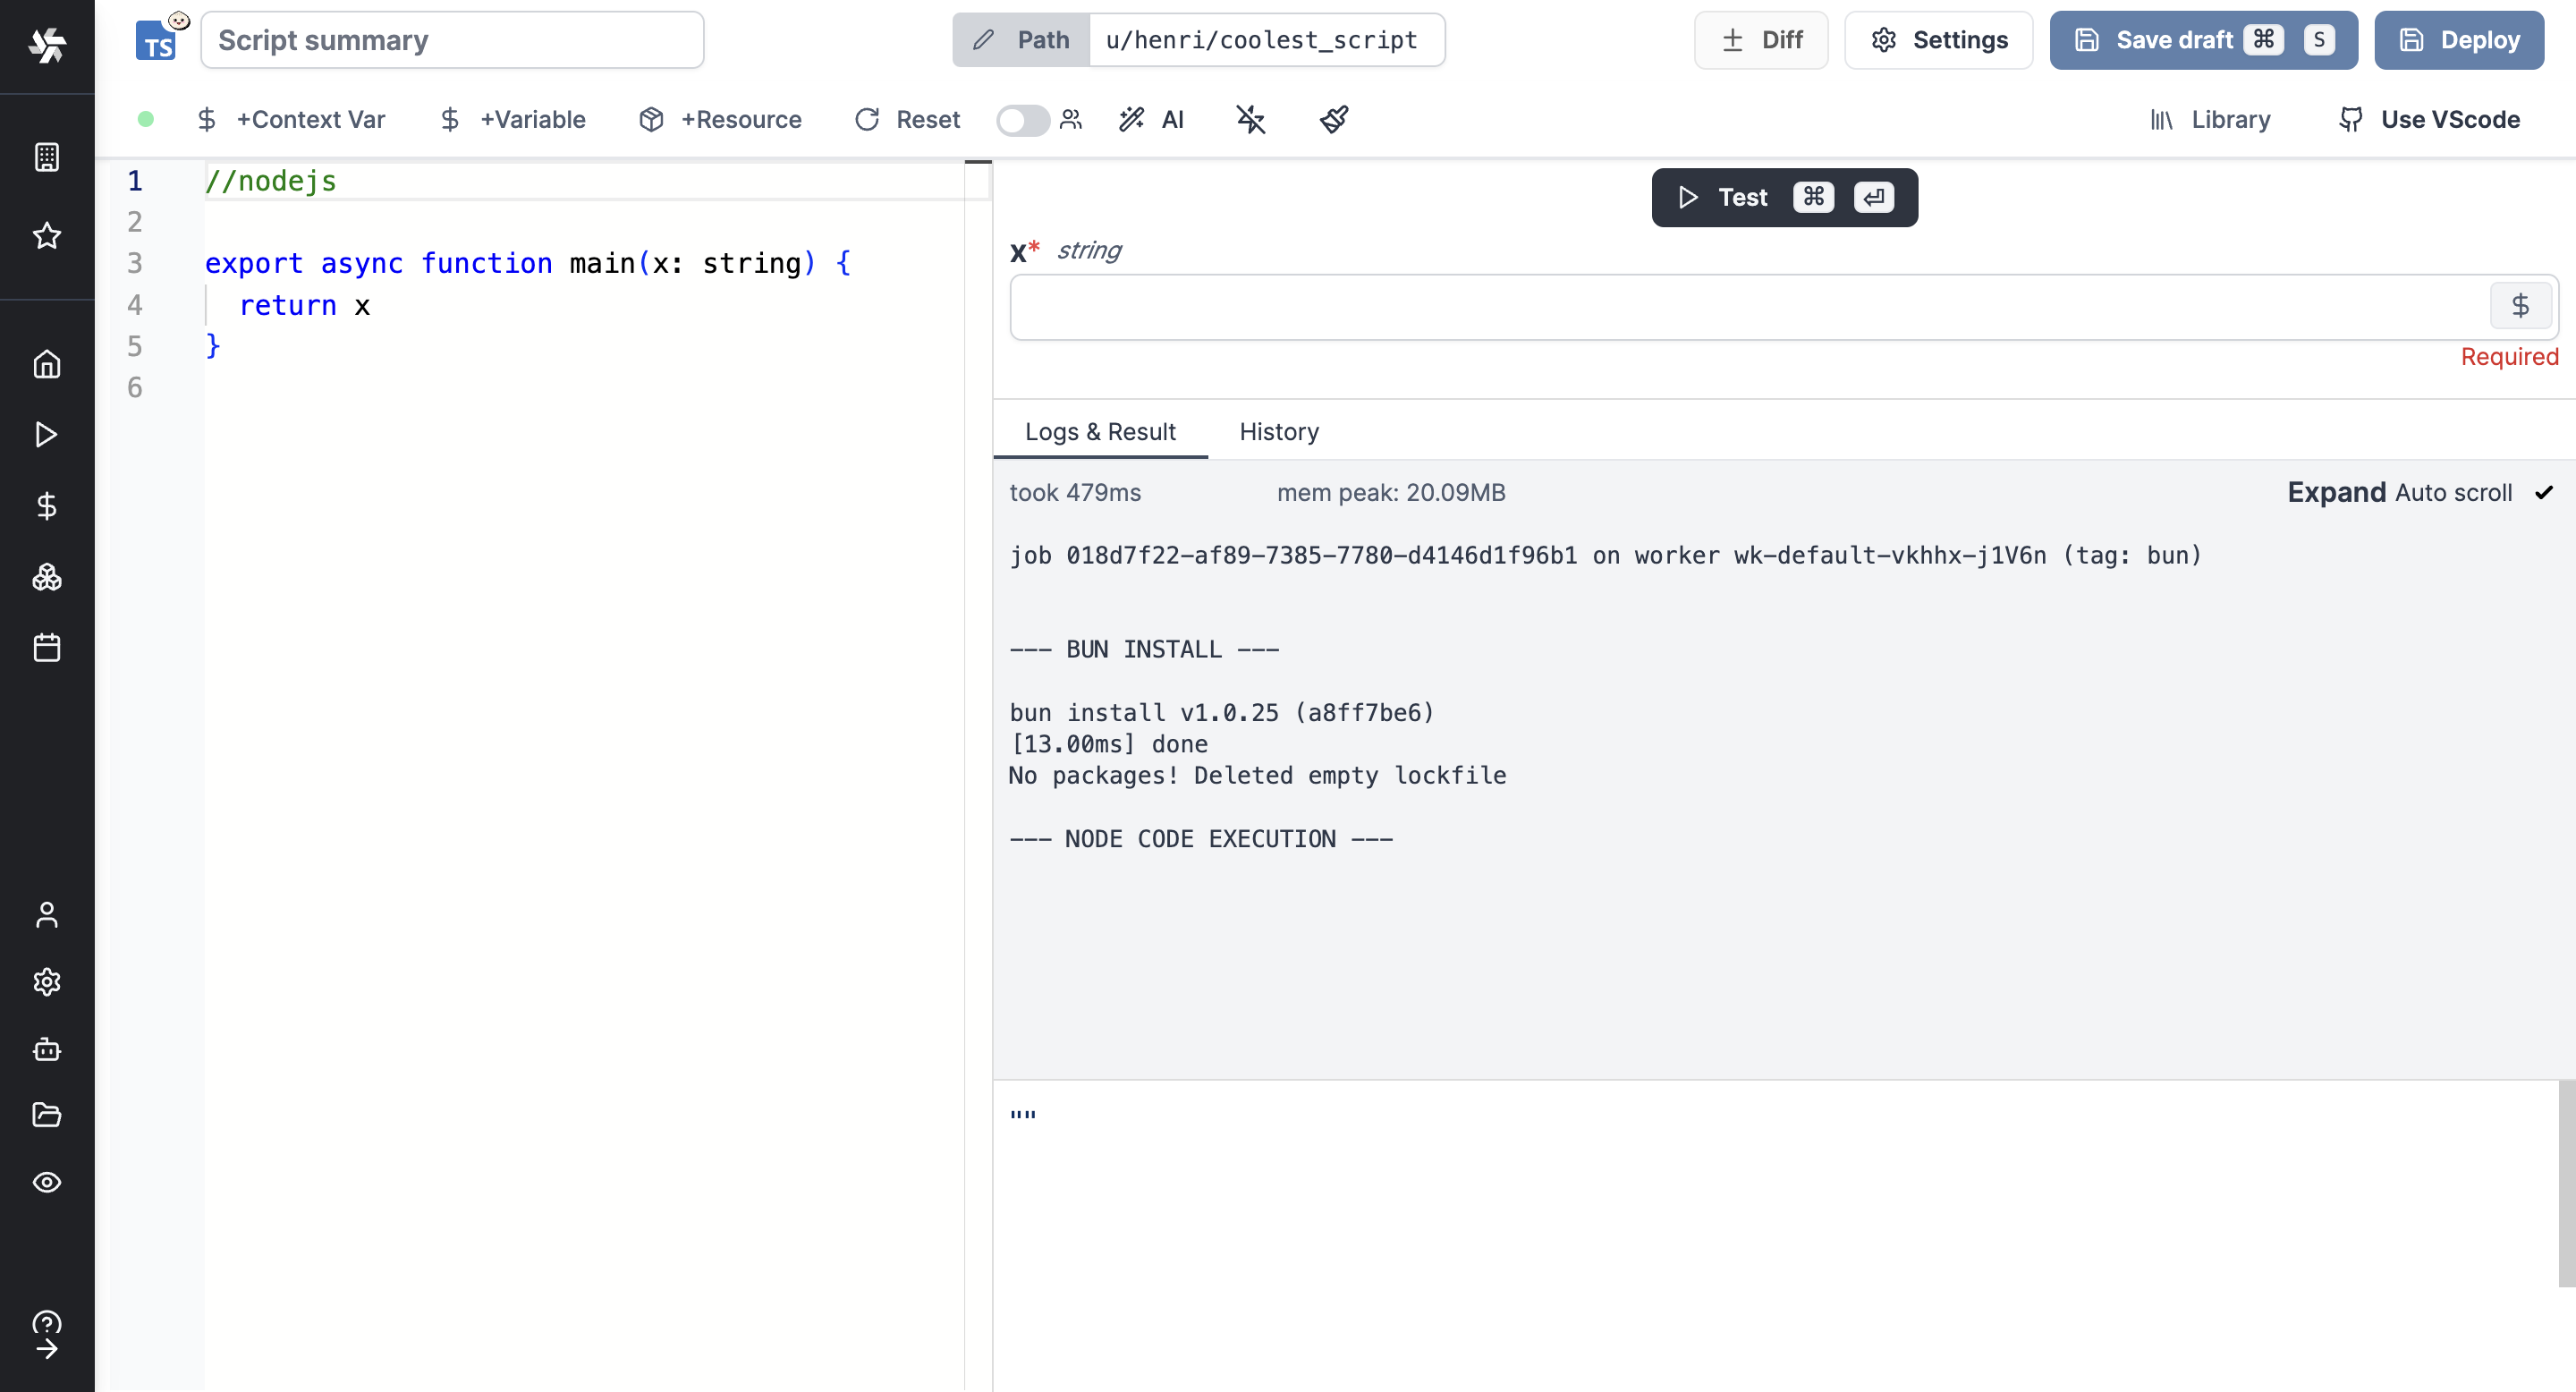 TS
Script summary
Path
u/henri/coolest_script
Diff
Settings
Save draft ⌘ S
Deploy
+Context Var
+Variable
+Resource
Reset
AI
Library
Use VScode
1 //nodejs
2
3 export async function main(x: string) {
4 return x
5 }
6
Test ⌘ ⏎
x* string
$
Required
Logs & Result
History
took 479ms
mem peak: 20.09MB
Expand
Auto scroll
job 018d7f22-af89-7385-7780-d4146d1f96b1 on worker wk-default-vkhhx-j1V6n (tag: bun)
--- BUN INSTALL ---
bun install v1.0.25 (a8ff7be6)
[13.00ms] done
No packages! Deleted empty lockfile
--- NODE CODE EXECUTION ---
""